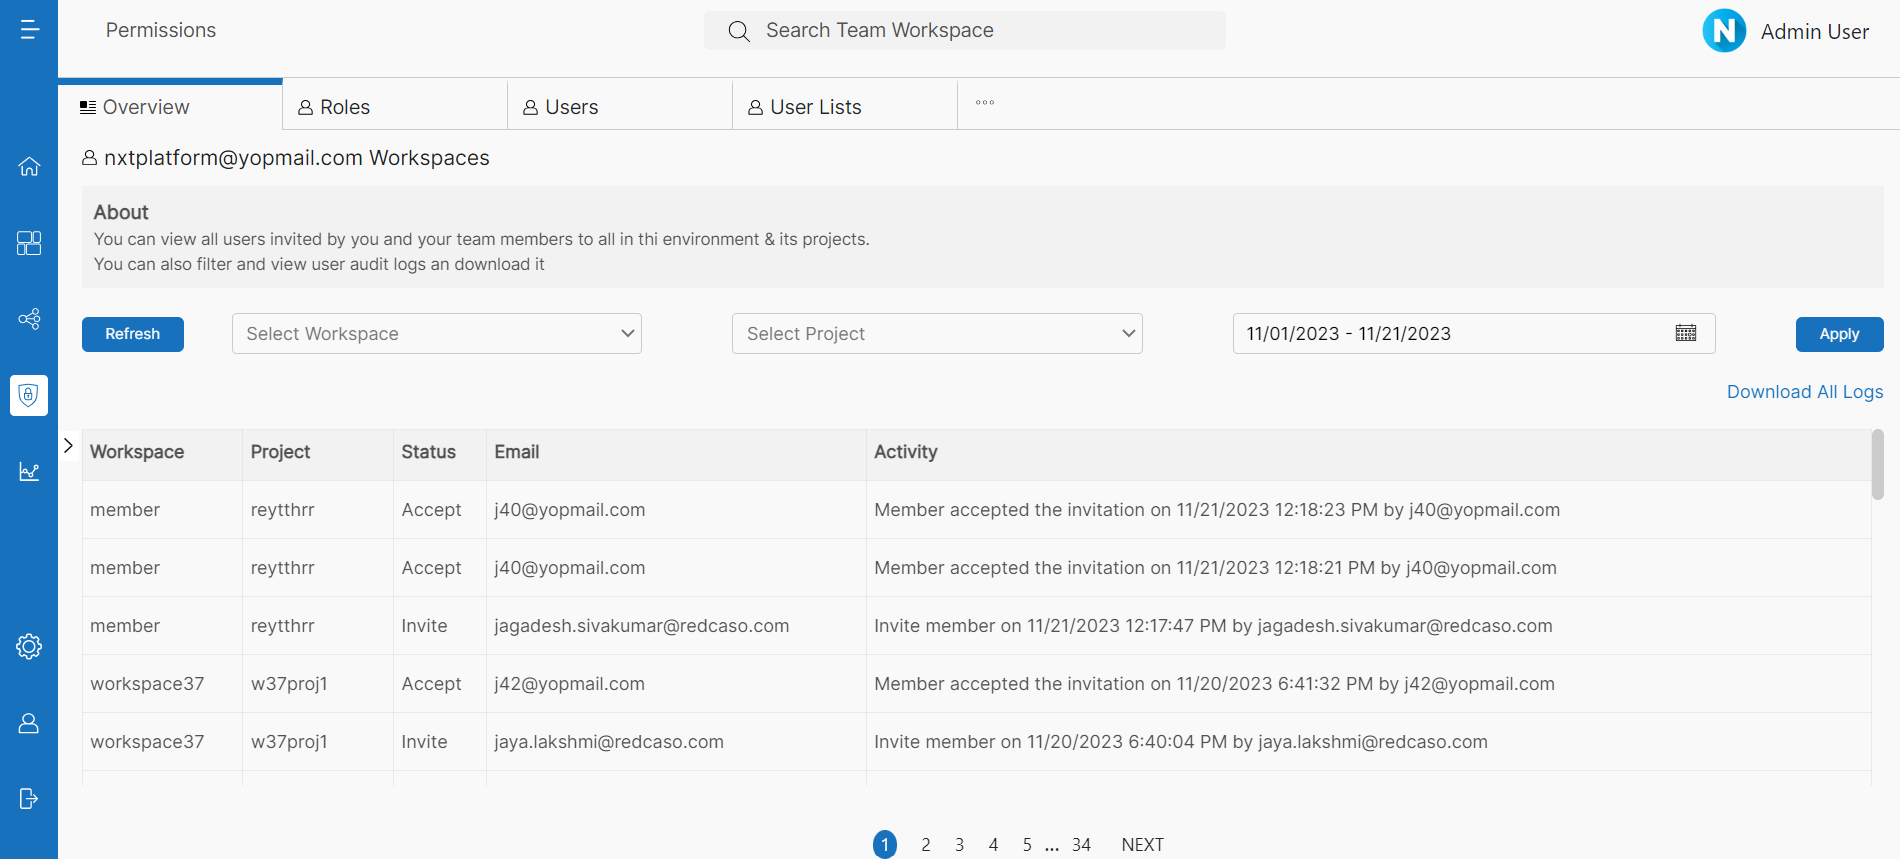 Permissions
Search Team Workspace
N Admin User
Overview Roles Users User Lists
nxtplatform@yopmail.com Workspaces
About
You can view all users invited by you and your team members to all in thi environment & its projects.
You can also filter and view user audit logs an download it
Refresh Select Workspace Select Project 11/01/2023 - 11/21/2023 Apply
Download All Logs
Workspace Project Status Email Activity
member reytthrr Accept j40@yopmail.com Member accepted the invitation on 11/21/2023 12:18:23 PM by j40@yopmail.com
member reytthrr Accept j40@yopmail.com Member accepted the invitation on 11/21/2023 12:18:21 PM by j40@yopmail.com
member reytthrr Invite jagadesh.sivakumar@redcaso.com Invite member on 11/21/2023 12:17:47 PM by jagadesh.sivakumar@redcaso.com
workspace37 w37proj1 Accept j42@yopmail.com Member accepted the invitation on 11/20/2023 6:41:32 PM by j42@yopmail.com
workspace37 w37proj1 Invite jaya.lakshmi@redcaso.com Invite member on 11/20/2023 6:40:04 PM by jaya.lakshmi@redcaso.com
1 2 3 4 5 ... 34 NEXT